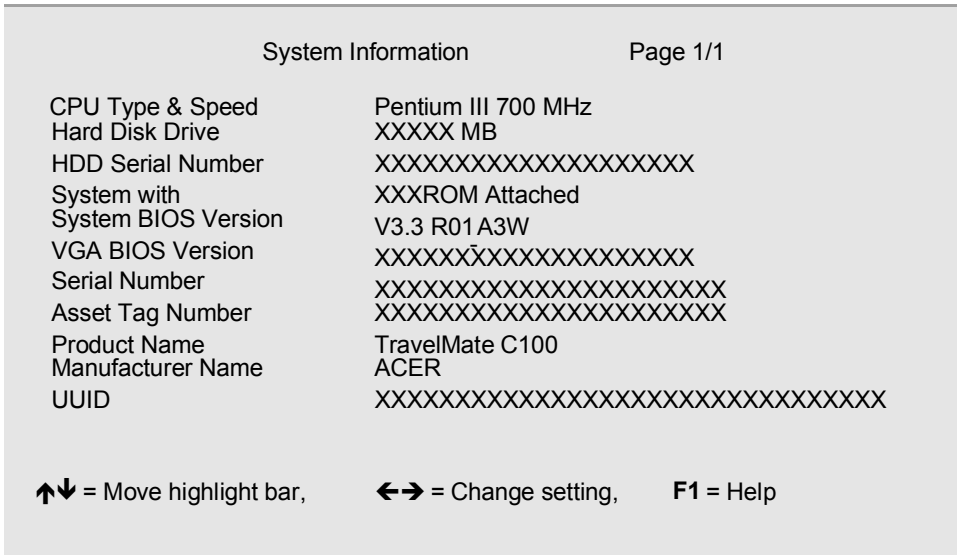 System Information Page 1/1
CPU Type & Speed Pentium III 700 MHz
Hard Disk Drive XXXXX MB
HDD Serial Number XXXXXXXXXXXXXXXXXXXX
System with XXXROM Attached
System BIOS Version V3.3 R01 A3W
VGA BIOS Version XXXXXXXXXXXXXXXXXXXX
Serial Number XXXXXXXXXXXXXXXXXXXXXX
Asset Tag Number XXXXXXXXXXXXXXXXXXXXXX
Product Name TravelMate C100
Manufacturer Name ACER
UUID XXXXXXXXXXXXXXXXXXXXXXXXXXXXXXXX
↑↓ = Move highlight bar, ←→ = Change setting, F1 = Help